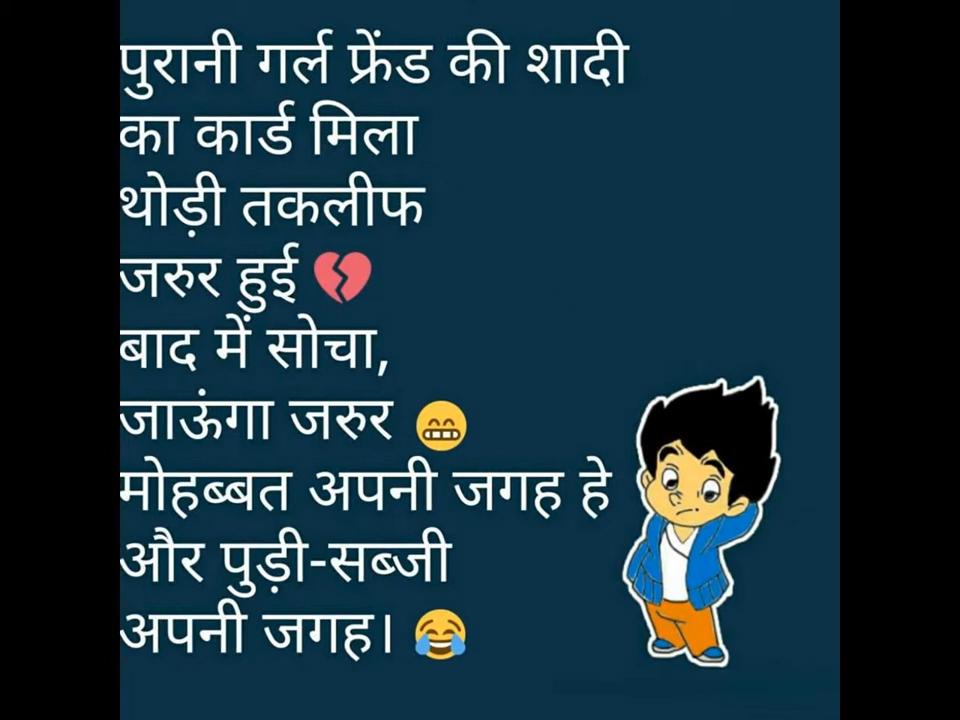 पुरानी गर्ल फ्रेंड की शादी
का कार्ड मिला
थोड़ी तकलीफ
जरुर हुई 💔
बाद में सोचा,
जाऊंगा जरुर 😁
मोहब्बत अपनी जगह हे
और पुड़ी-सब्जी
अपनी जगह। 😂